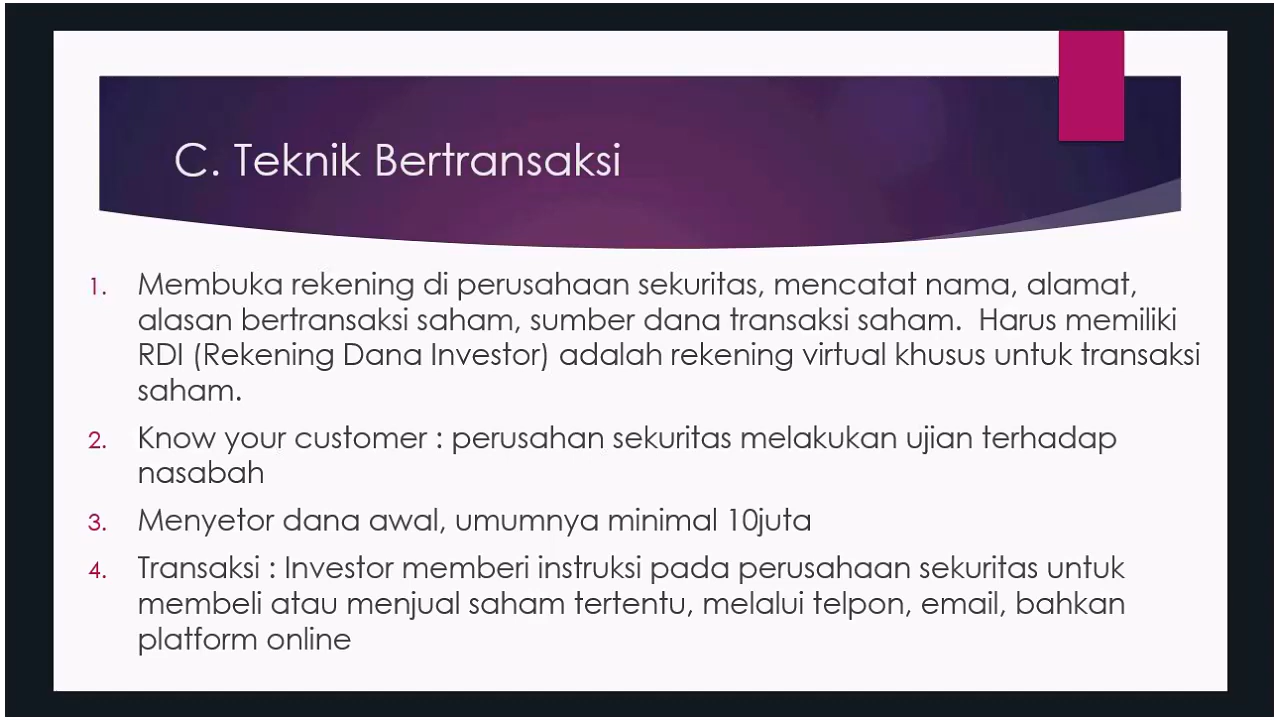 C. Teknik Bertransaksi
1. Membuka rekening di perusahaan sekuritas, mencatat nama, alamat,
alasan bertransaksi saham, sumber dana transaksi saham.  Harus memiliki
RDI (Rekening Dana Investor) adalah rekening virtual khusus untuk transaksi
saham.
2. Know your customer : perusahan sekuritas melakukan ujian terhadap
nasabah
3. Menyetor dana awal, umumnya minimal 10juta
4. Transaksi : Investor memberi instruksi pada perusahaan sekuritas untuk
membeli atau menjual saham tertentu, melalui telpon, email, bahkan
platform online